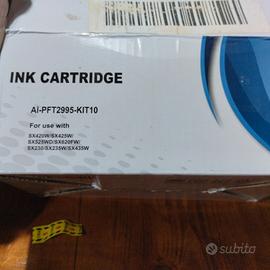 INK CARTRIDGE
AI-PFT2995-KIT10
For use with
SX420W/SX425W/
SX525WD/SX620FW/
SX230/SX235W/SX435W
subito